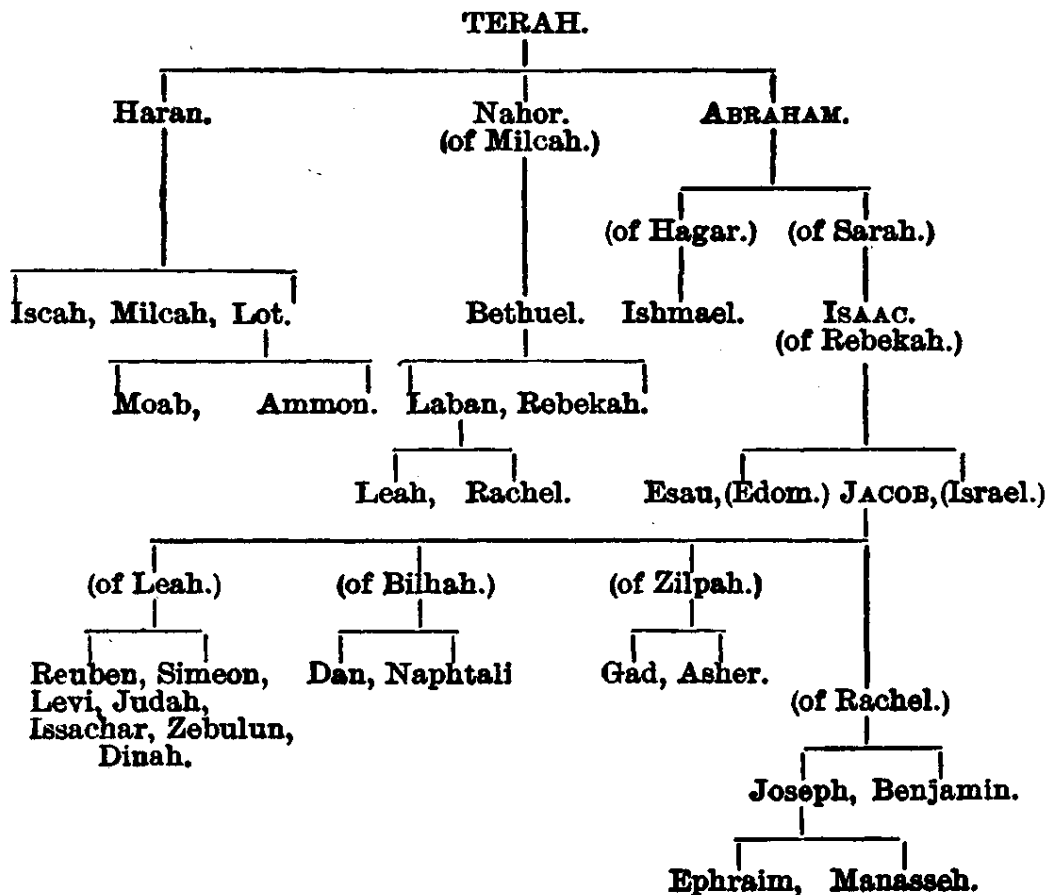 TERAH.
Haran. Nahor. ABRAHAM.
(of Milcah.)
(of Hagar.) (of Sarah.)
Iscah, Milcah, Lot. Bethuel. Ishmael. ISAAC.
(of Rebekah.)
Moab, Ammon. Laban, Rebekah.
Leah, Rachel. Esau, (Edom.) JACOB, (Israel.)
(of Leah.) (of Bilhah.) (of Zilpah.)
Reuben, Simeon, Dan, Naphtali Gad, Asher.
Levi, Judah,
Issachar, Zebulun, (of Rachel.)
Dinah.
Joseph, Benjamin.
Ephraim, Manasseh.